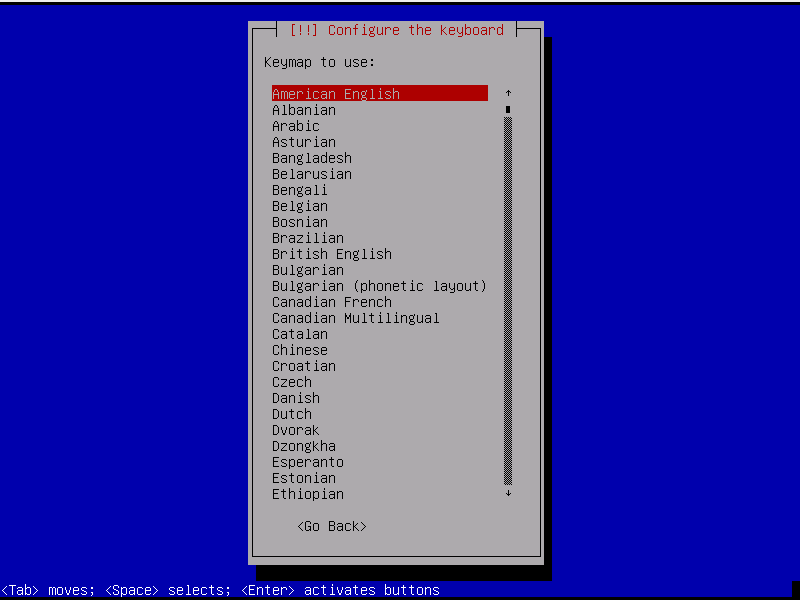 [!!] Configure the keyboard
Keymap to use:
American English
Albanian
Arabic
Asturian
Bangladesh
Belarusian
Bengali
Belgian
Bosnian
Brazilian
British English
Bulgarian
Bulgarian (phonetic layout)
Canadian French
Canadian Multilingual
Catalan
Chinese
Croatian
Czech
Danish
Dutch
Dvorak
Dzongkha
Esperanto
Estonian
Ethiopian
<Go Back>
<Tab> moves; <Space> selects; <Enter> activates buttons